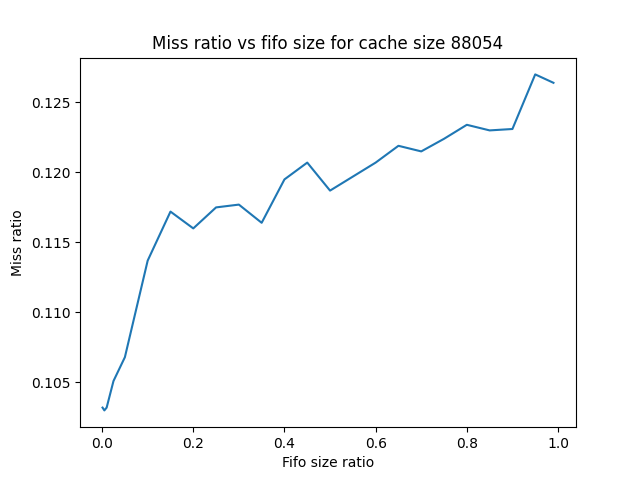 Miss ratio vs fifo size for cache size 88054
0.125
0.120
0.115
0.110
0.105
Miss ratio
0.0 0.2 0.4 0.6 0.8 1.0
Fifo size ratio